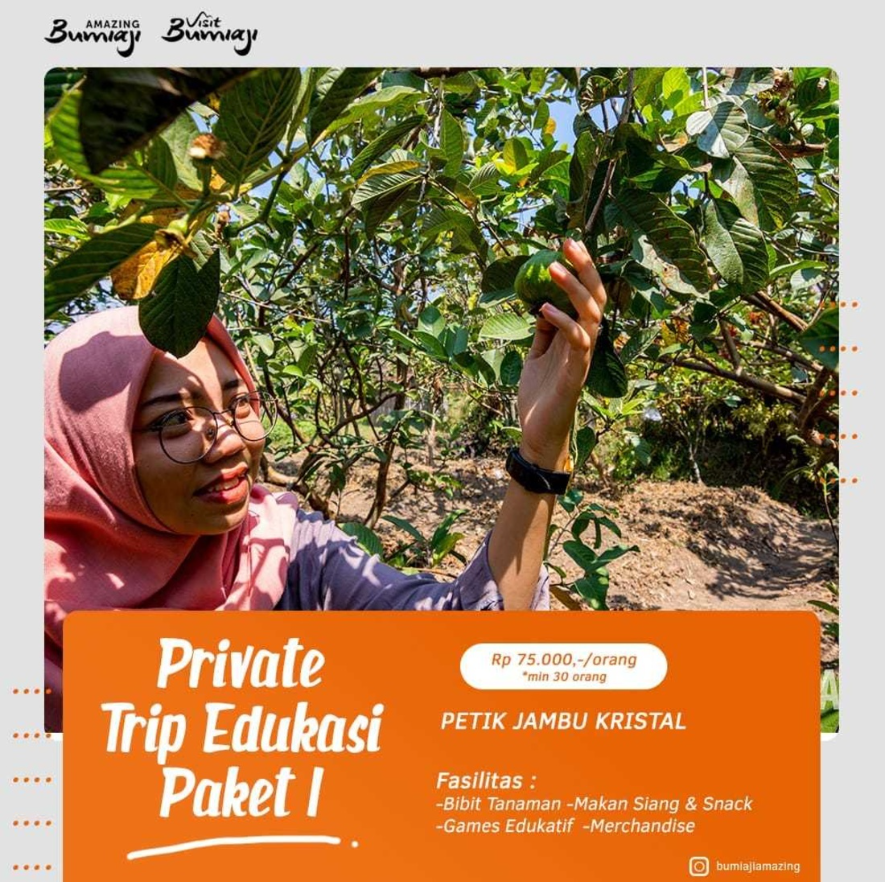 AMAZING
Bumiaji
Visit
Bumiaji
Private
Trip Edukasi
Paket 1
Rp 75.000,-/orang
*min 30 orang
PETIK JAMBU KRISTAL
Fasilitas :
-Bibit Tanaman -Makan Siang & Snack
-Games Edukatif -Merchandise
bumiajiamazing